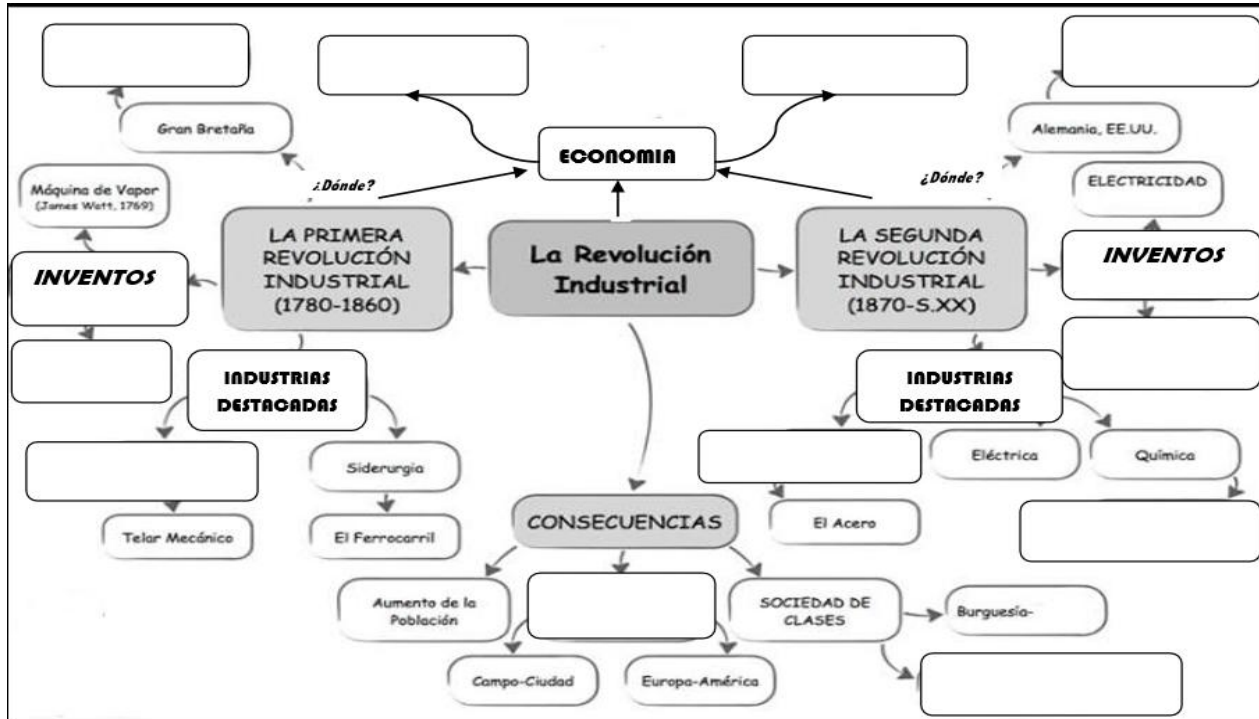 Gran Bretaña
Alemania, EE.UU.
ECONOMIA
¿Dónde?
¿Dónde?
Máquina de Vapor
(James Watt, 1769)
ELECTRICIDAD
LA PRIMERA
REVOLUCIÓN
INDUSTRIAL
(1780-1860)
La Revolución
Industrial
LA SEGUNDA
REVOLUCIÓN
INDUSTRIAL
(1870-S.XX)
INVENTOS
INVENTOS
INDUSTRIAS
DESTACADAS
INDUSTRIAS
DESTACADAS
Siderurgia
Eléctrica
Química
Telar Mecánico
El Ferrocarril
CONSECUENCIAS
El Acero
Aumento de la
Población
SOCIEDAD DE
CLASES
Burguesía-
Campo-Ciudad
Europa-América